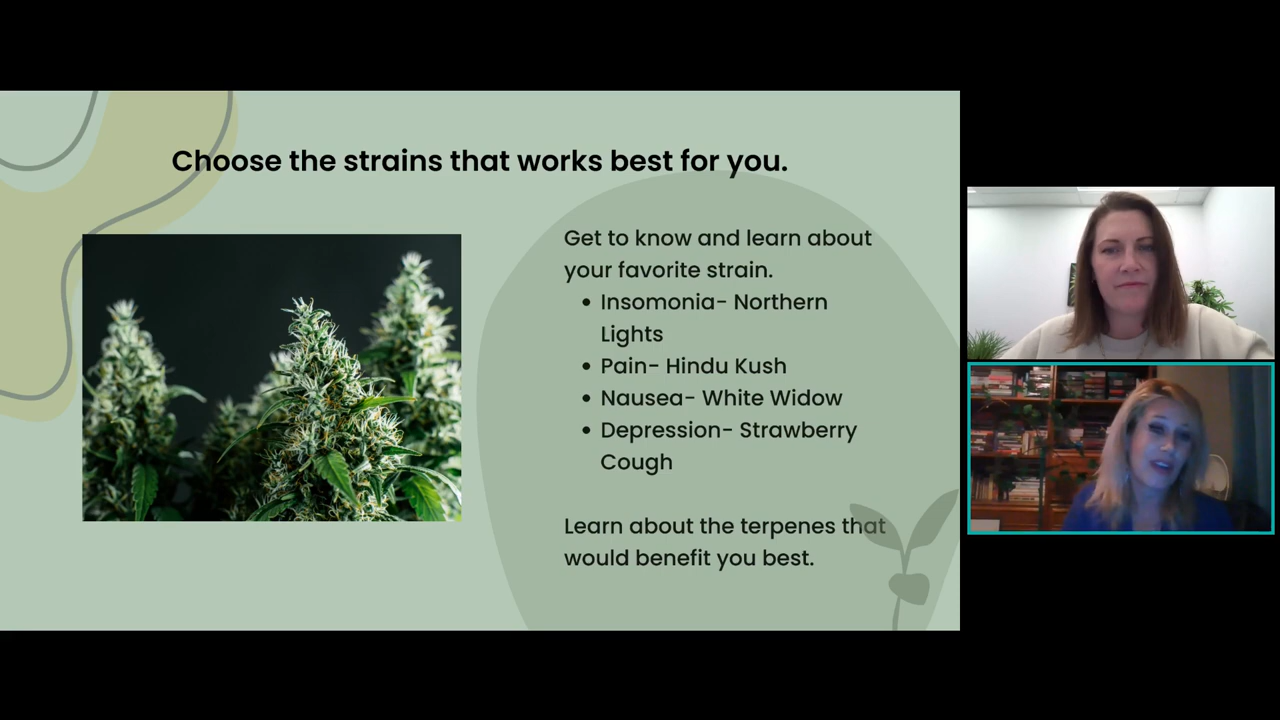 Choose the strains that works best for you.
Get to know and learn about
your favorite strain.
• Insomonia- Northern
Lights
• Pain- Hindu Kush
• Nausea- White Widow
• Depression- Strawberry
Cough
Learn about the terpenes that
would benefit you best.